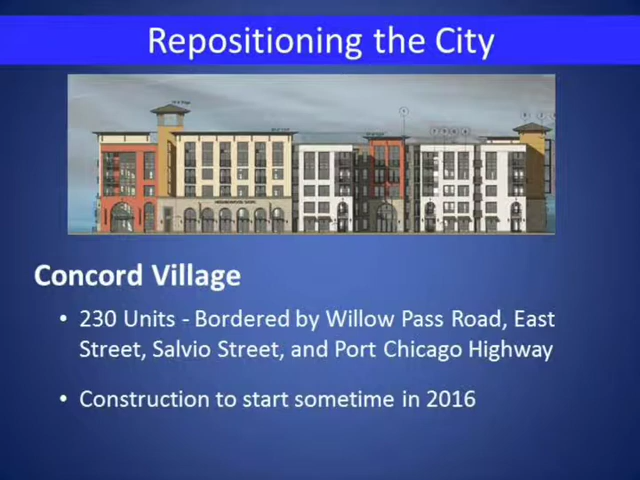 Repositioning the City
Concord Village
• 230 Units - Bordered by Willow Pass Road, East
Street, Salvio Street, and Port Chicago Highway
• Construction to start sometime in 2016